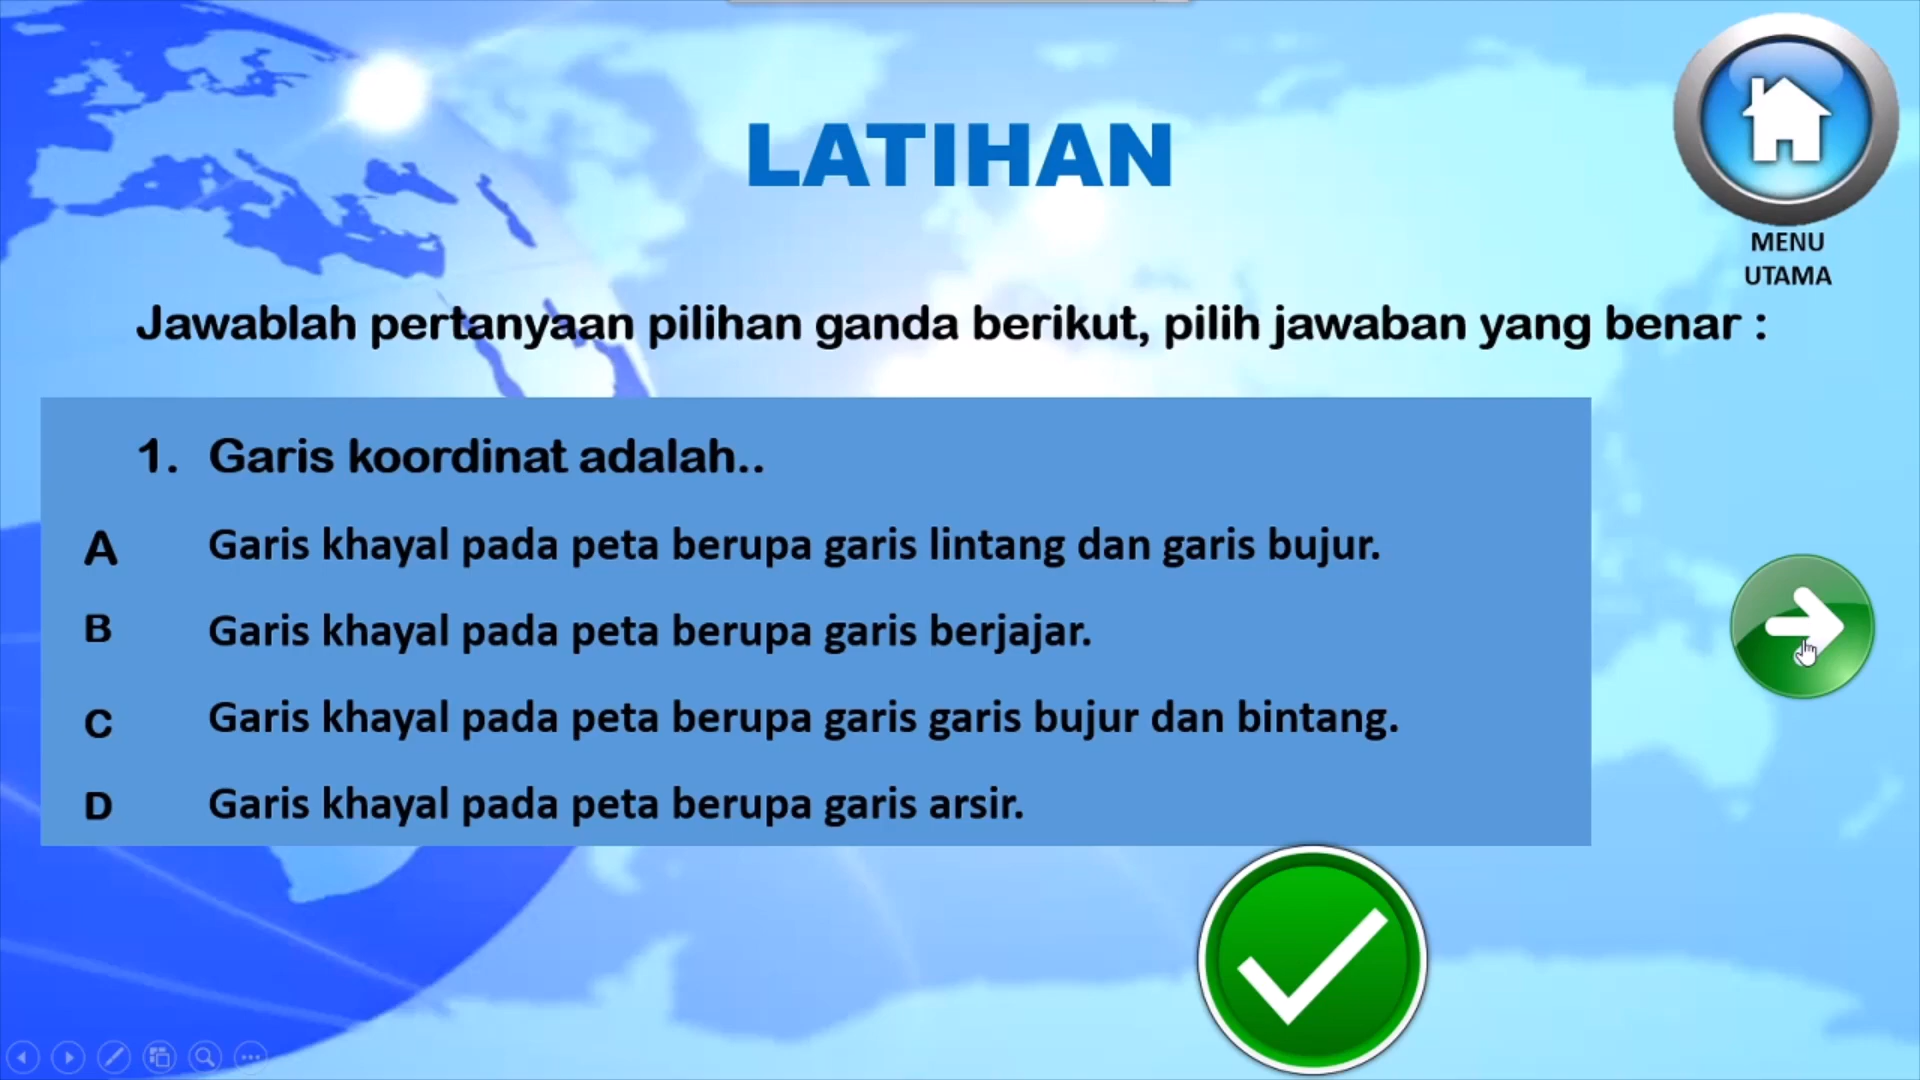 LATIHAN
MENU
UTAMA
Jawablah pertanyaan pilihan ganda berikut, pilih jawaban yang benar :
1. Garis koordinat adalah..
A Garis khayal pada peta berupa garis lintang dan garis bujur.
B Garis khayal pada peta berupa garis berjajar.
C Garis khayal pada peta berupa garis garis bujur dan bintang.
D Garis khayal pada peta berupa garis arsir.